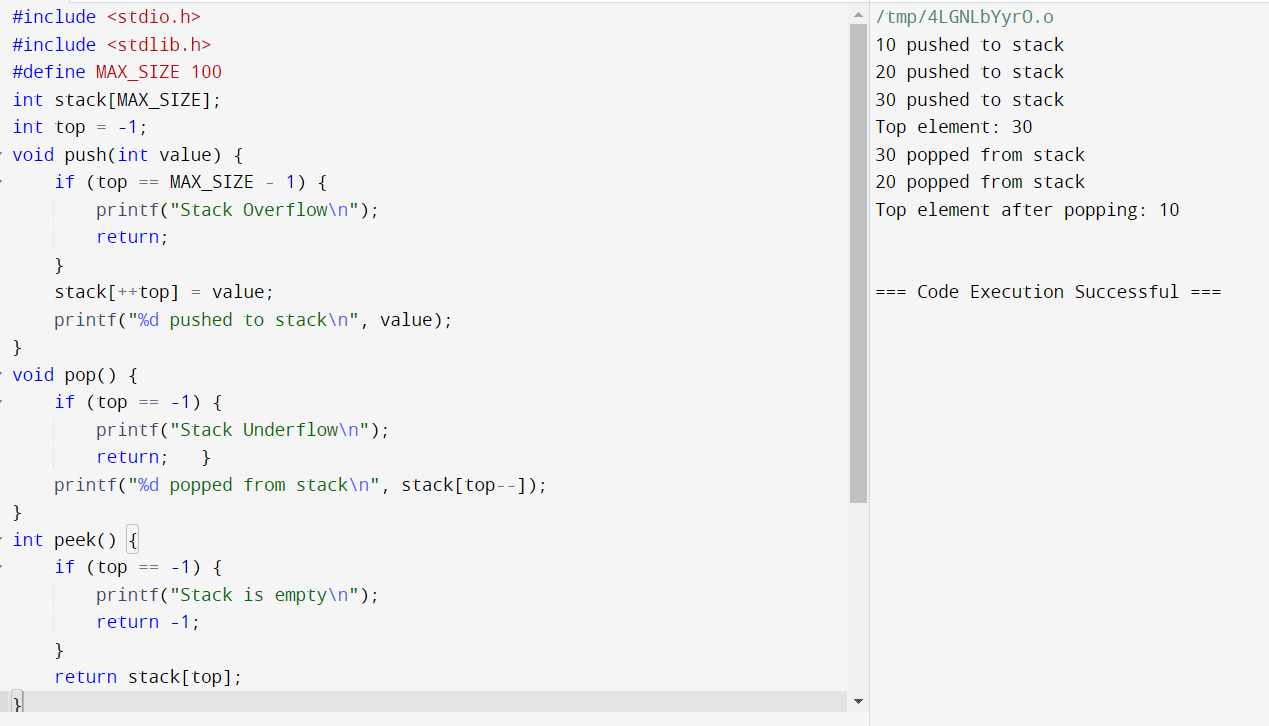 #include <stdio.h>
#include <stdlib.h>
#define MAX_SIZE 100
int stack[MAX_SIZE];
int top = -1;
void push(int value) {
    if (top == MAX_SIZE - 1) {
        printf("Stack Overflow\n");
        return;
    }
    stack[++top] = value;
    printf("%d pushed to stack\n", value);
}
void pop() {
    if (top == -1) {
        printf("Stack Underflow\n");
        return;   }
    printf("%d popped from stack\n", stack[top--]);
}
int peek() {
    if (top == -1) {
        printf("Stack is empty\n");
        return -1;
    }
    return stack[top];
}
/tmp/4LGNLbYyrO.o
10 pushed to stack
20 pushed to stack
30 pushed to stack
Top element: 30
30 popped from stack
20 popped from stack
Top element after popping: 10
=== Code Execution Successful ===